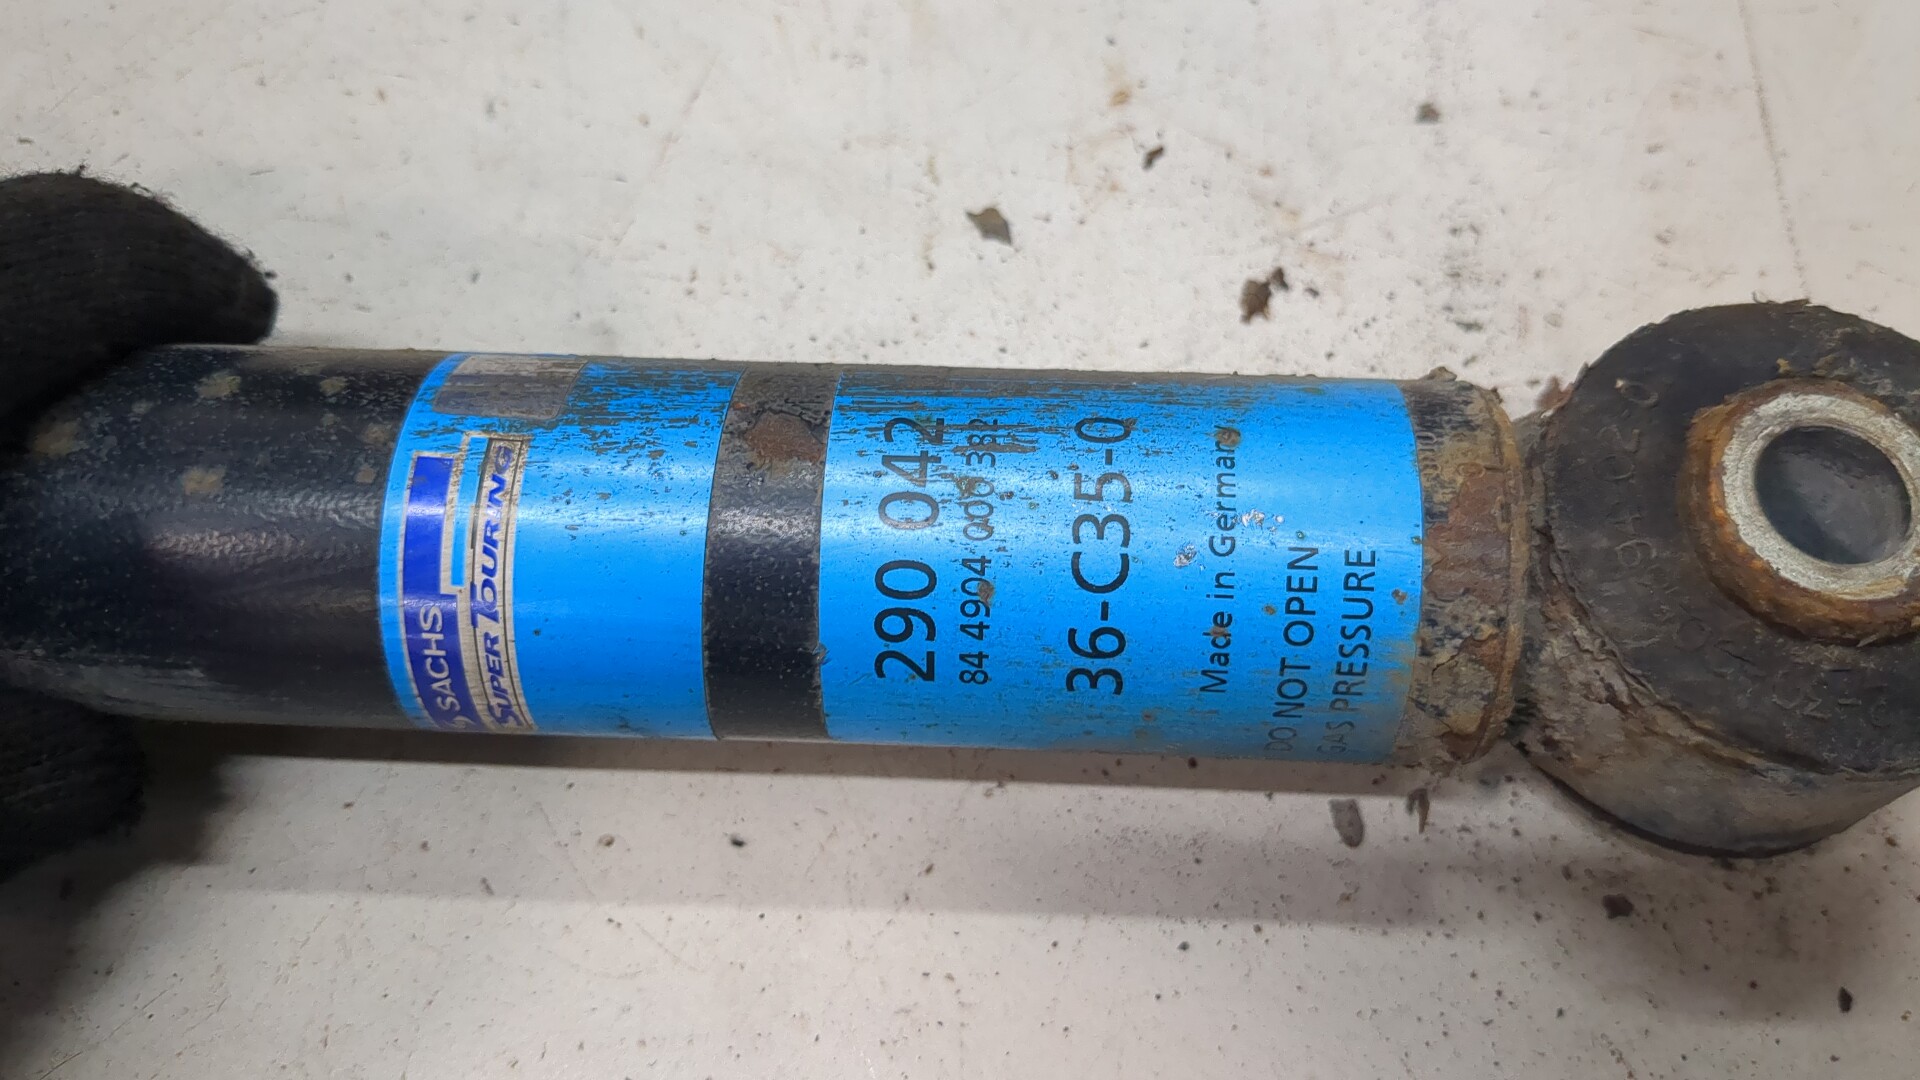 SACHS
SUPER TOURING
290 042
84 4904 000 382
36-C35-0
Made in Germany
DO NOT OPEN
GAS PRESSURE